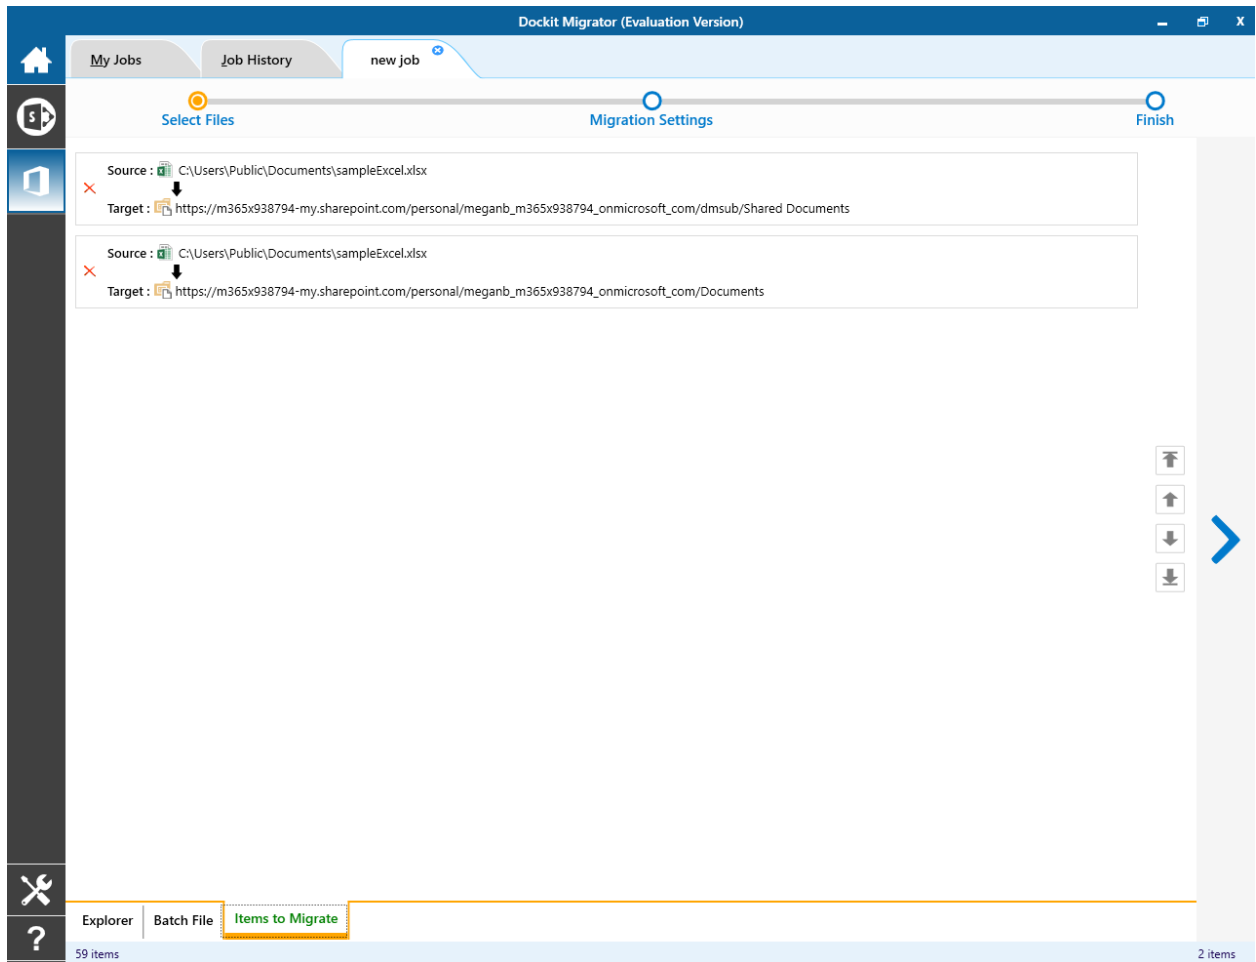 Dockit Migrator (Evaluation Version)
My Jobs
Job History
new job
Select Files
Migration Settings
Finish
Source : C:\Users\Public\Documents\sampleExcel.xlsx
Target : https://m365x938794-my.sharepoint.com/personal/meganb_m365x938794_onmicrosoft_com/dmsub/Shared Documents
Source : C:\Users\Public\Documents\sampleExcel.xlsx
Target : https://m365x938794-my.sharepoint.com/personal/meganb_m365x938794_onmicrosoft_com/Documents
Explorer
Batch File
Items to Migrate
59 items
2 items